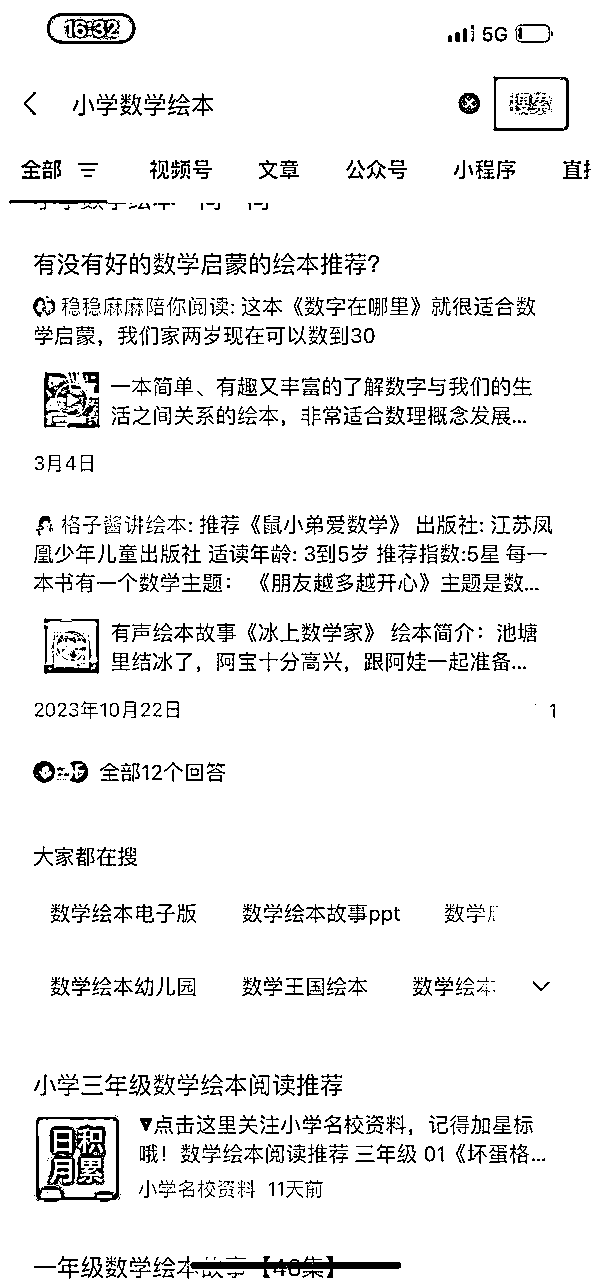 16:32
5G
小学数学绘本
搜索
全部
视频号
文章
公众号
小程序
直播
有没有好的数学启蒙的绘本推荐?
稳稳麻麻陪你阅读: 这本《数字在哪里》就很适合数
学启蒙，我们家两岁现在可以数到30
一本简单、有趣又丰富的了解数字与我们的生
活之间关系的绘本，非常适合数理概念发展...
3月4日
格子酱讲绘本: 推荐《鼠小弟爱数学》 出版社: 江苏凤
凰少年儿童出版社 适读年龄: 3到5岁 推荐指数:5星 每一
本书有一个数学主题： 《朋友越多越开心》主题是数...
有声绘本故事《冰上数学家》 绘本简介：池塘
里结冰了，阿宝十分高兴，跟阿娃一起准备...
2023年10月22日
1
全部12个回答
大家都在搜
数学绘本电子版
数学绘本故事ppt
数学
数学绘本幼儿园
数学王国绘本
数学绘本
小学三年级数学绘本阅读推荐
日积
月累
▼点击这里关注小学名校资料，记得加星标
哦！数学绘本阅读推荐 三年级 01《坏蛋格...
小学名校资料 11天前
一年级数学绘本故事【46集】